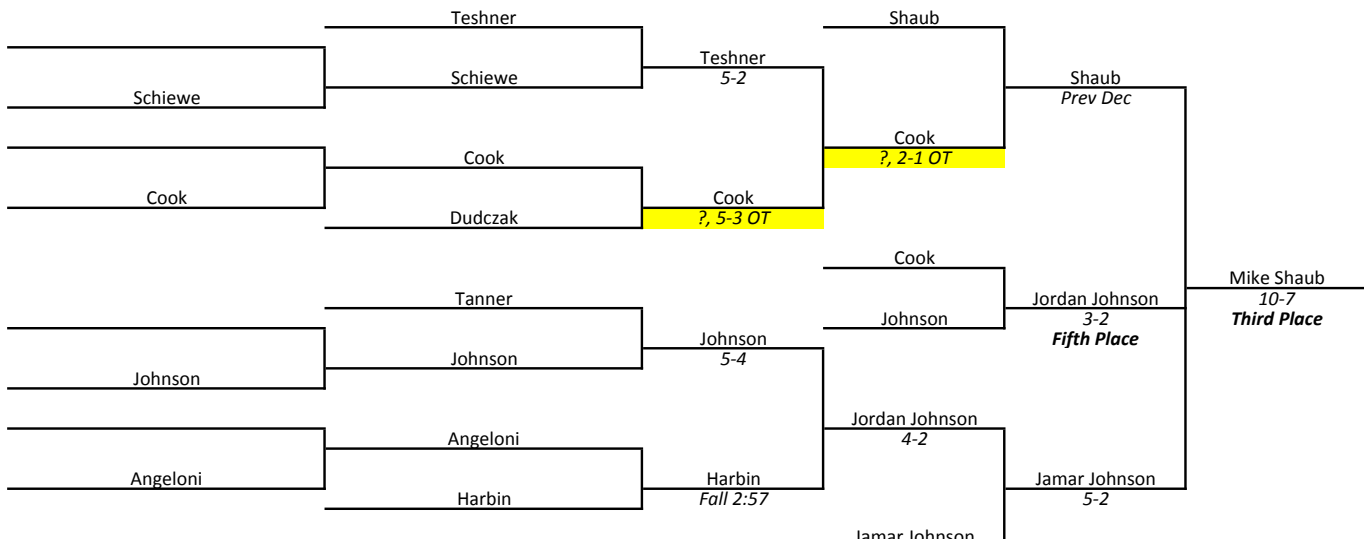 Teshner
Shaub
Teshner
5-2
Schiewe
Shaub
Prev Dec
Schiewe
Cook
?, 2-1 OT
Cook
Cook
Cook
?, 5-3 OT
Dudczak
Cook
Mike Shaub
10-7
Third Place
Tanner
Jordan Johnson
3-2
Fifth Place
Johnson
Johnson
5-4
Johnson
Johnson
Jordan Johnson
4-2
Angeloni
Angeloni
Harbin
Fall 2:57
Jamar Johnson
5-2
Harbin
Jamar Johnson